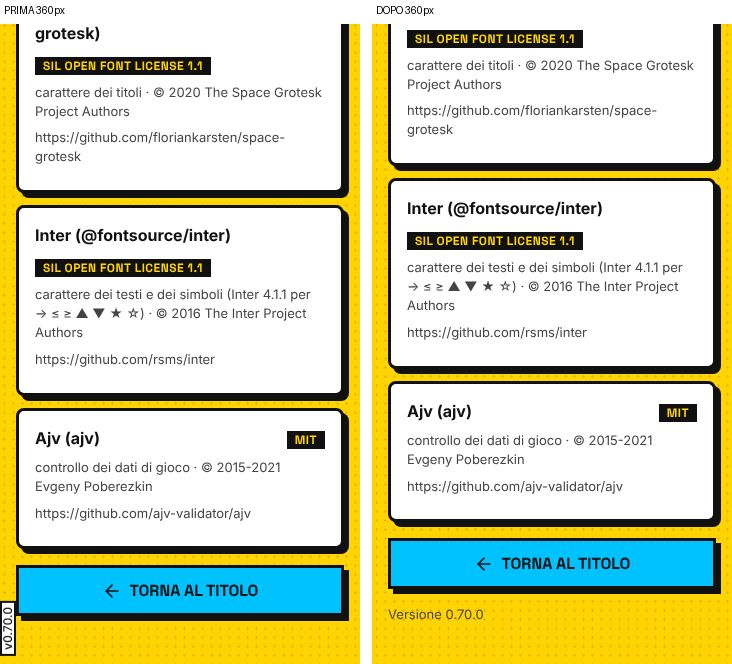 PRIMA 360px
grotesk)
SIL OPEN FONT LICENSE 1.1
carattere dei titoli · © 2020 The Space Grotesk
Project Authors
https://github.com/floriankarsten/space-
grotesk
Inter (@fontsource/inter)
SIL OPEN FONT LICENSE 1.1
carattere dei testi e dei simboli (Inter 4.1.1 per
→ ≤ ≥ ▲ ▼ ★ ☆) · © 2016 The Inter Project
Authors
https://github.com/rsms/inter
Ajv (ajv)
MIT
controllo dei dati di gioco · © 2015-2021
Evgeny Poberezkin
https://github.com/ajv-validator/ajv
← TORNA AL TITOLO
v0.70.0
DOPO 360px
SIL OPEN FONT LICENSE 1.1
carattere dei titoli · © 2020 The Space Grotesk
Project Authors
https://github.com/floriankarsten/space-
grotesk
Inter (@fontsource/inter)
SIL OPEN FONT LICENSE 1.1
carattere dei testi e dei simboli (Inter 4.1.1 per
→ ≤ ≥ ▲ ▼ ★ ☆) · © 2016 The Inter Project
Authors
https://github.com/rsms/inter
Ajv (ajv)
MIT
controllo dei dati di gioco · © 2015-2021
Evgeny Poberezkin
https://github.com/ajv-validator/ajv
← TORNA AL TITOLO
Versione 0.70.0